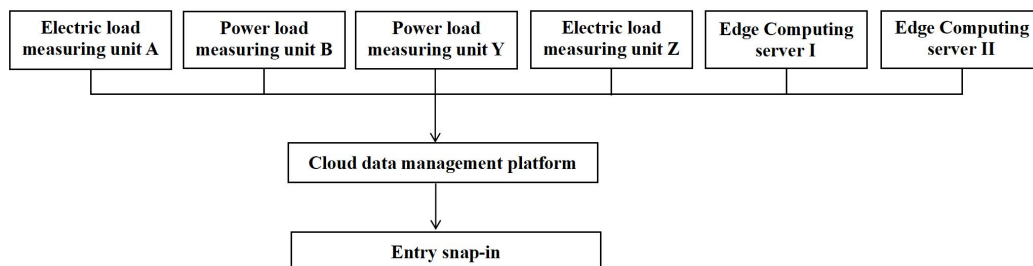 Electric load
measuring unit A
Power load
measuring unit B
Power load
measuring unit Y
Electric load
measuring unit Z
Edge Computing
server I
Edge Computing
server II
Cloud data management platform
Entry snap-in